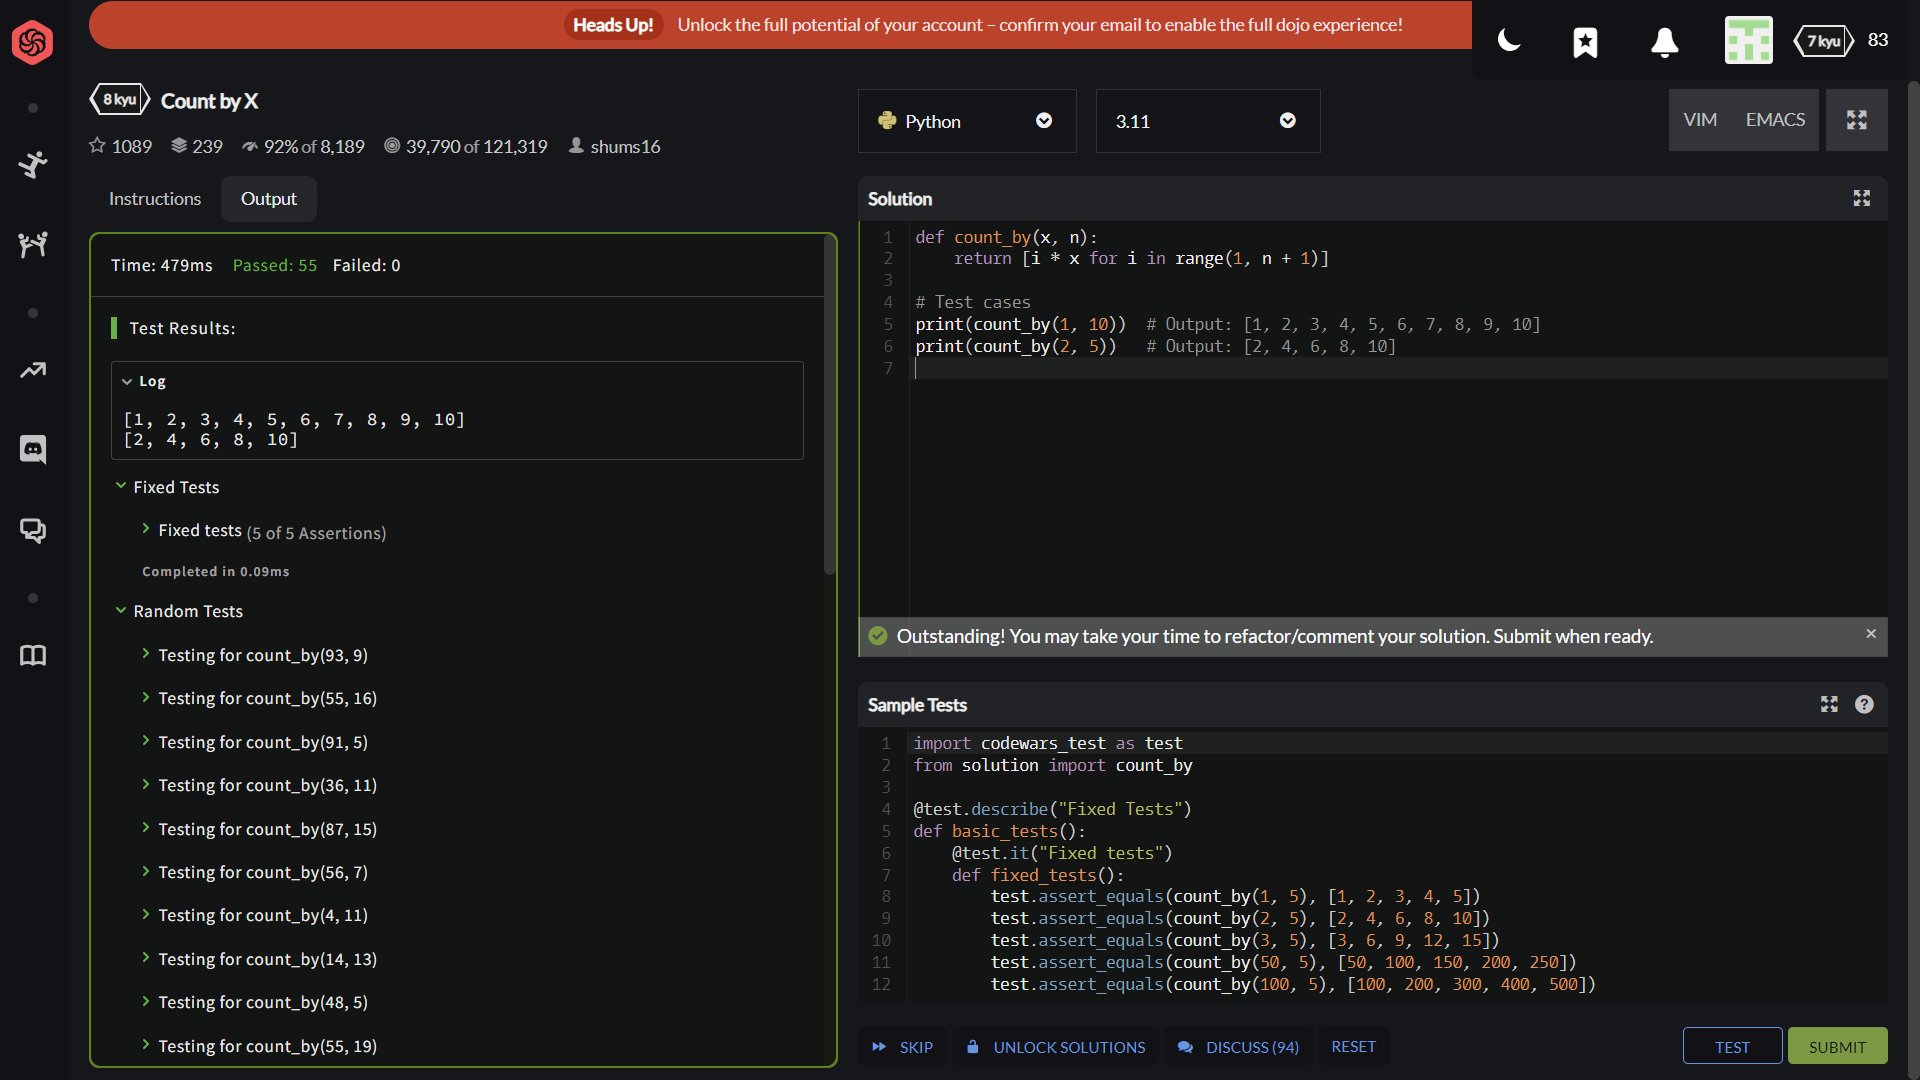 Heads Up! Unlock the full potential of your account – confirm your email to enable the full dojo experience!
7 kyu 83
8 kyu Count by X
1089 239 92% of 8,189 39,790 of 121,319 shums16
Instructions Output
Time: 479ms Passed: 55 Failed: 0
Test Results:
Log
[1, 2, 3, 4, 5, 6, 7, 8, 9, 10]
[2, 4, 6, 8, 10]
Fixed Tests
Fixed tests (5 of 5 Assertions)
Completed in 0.09ms
Random Tests
Testing for count_by(93, 9)
Testing for count_by(55, 16)
Testing for count_by(91, 5)
Testing for count_by(36, 11)
Testing for count_by(87, 15)
Testing for count_by(56, 7)
Testing for count_by(4, 11)
Testing for count_by(14, 13)
Testing for count_by(48, 5)
Testing for count_by(55, 19)
Python 3.11 VIM EMACS
Solution
1 def count_by(x, n):
2     return [i * x for i in range(1, n + 1)]
3
4 # Test cases
5 print(count_by(1, 10))  # Output: [1, 2, 3, 4, 5, 6, 7, 8, 9, 10]
6 print(count_by(2, 5))   # Output: [2, 4, 6, 8, 10]
7
Outstanding! You may take your time to refactor/comment your solution. Submit when ready.
Sample Tests
1 import codewars_test as test
2 from solution import count_by
3
4 @test.describe("Fixed Tests")
5 def basic_tests():
6     @test.it("Fixed tests")
7     def fixed_tests():
8         test.assert_equals(count_by(1, 5), [1, 2, 3, 4, 5])
9         test.assert_equals(count_by(2, 5), [2, 4, 6, 8, 10])
10         test.assert_equals(count_by(3, 5), [3, 6, 9, 12, 15])
11         test.assert_equals(count_by(50, 5), [50, 100, 150, 200, 250])
12         test.assert_equals(count_by(100, 5), [100, 200, 300, 400, 500])
SKIP UNLOCK SOLUTIONS DISCUSS (94) RESET TEST SUBMIT